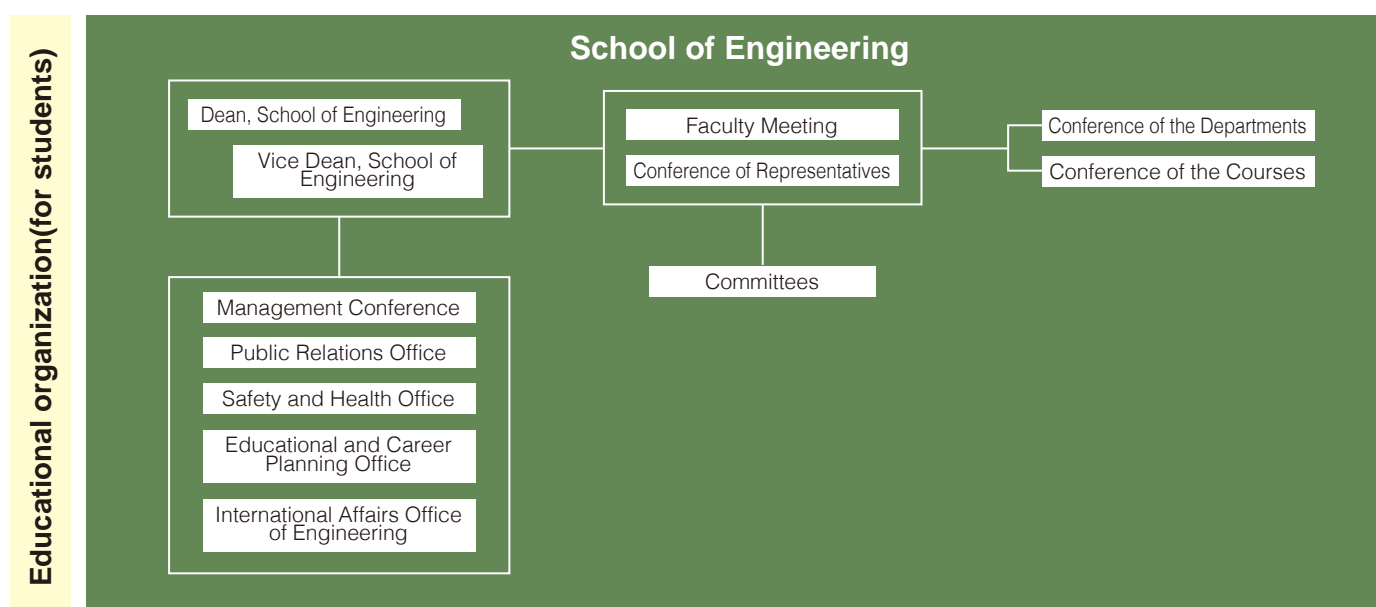 Educational organization(for students)
School of Engineering
Dean, School of Engineering
Vice Dean, School of
Engineering
Faculty Meeting
Conference of Representatives
Conference of the Departments
Conference of the Courses
Committees
Management Conference
Public Relations Office
Safety and Health Office
Educational and Career
Planning Office
International Affairs Office
of Engineering